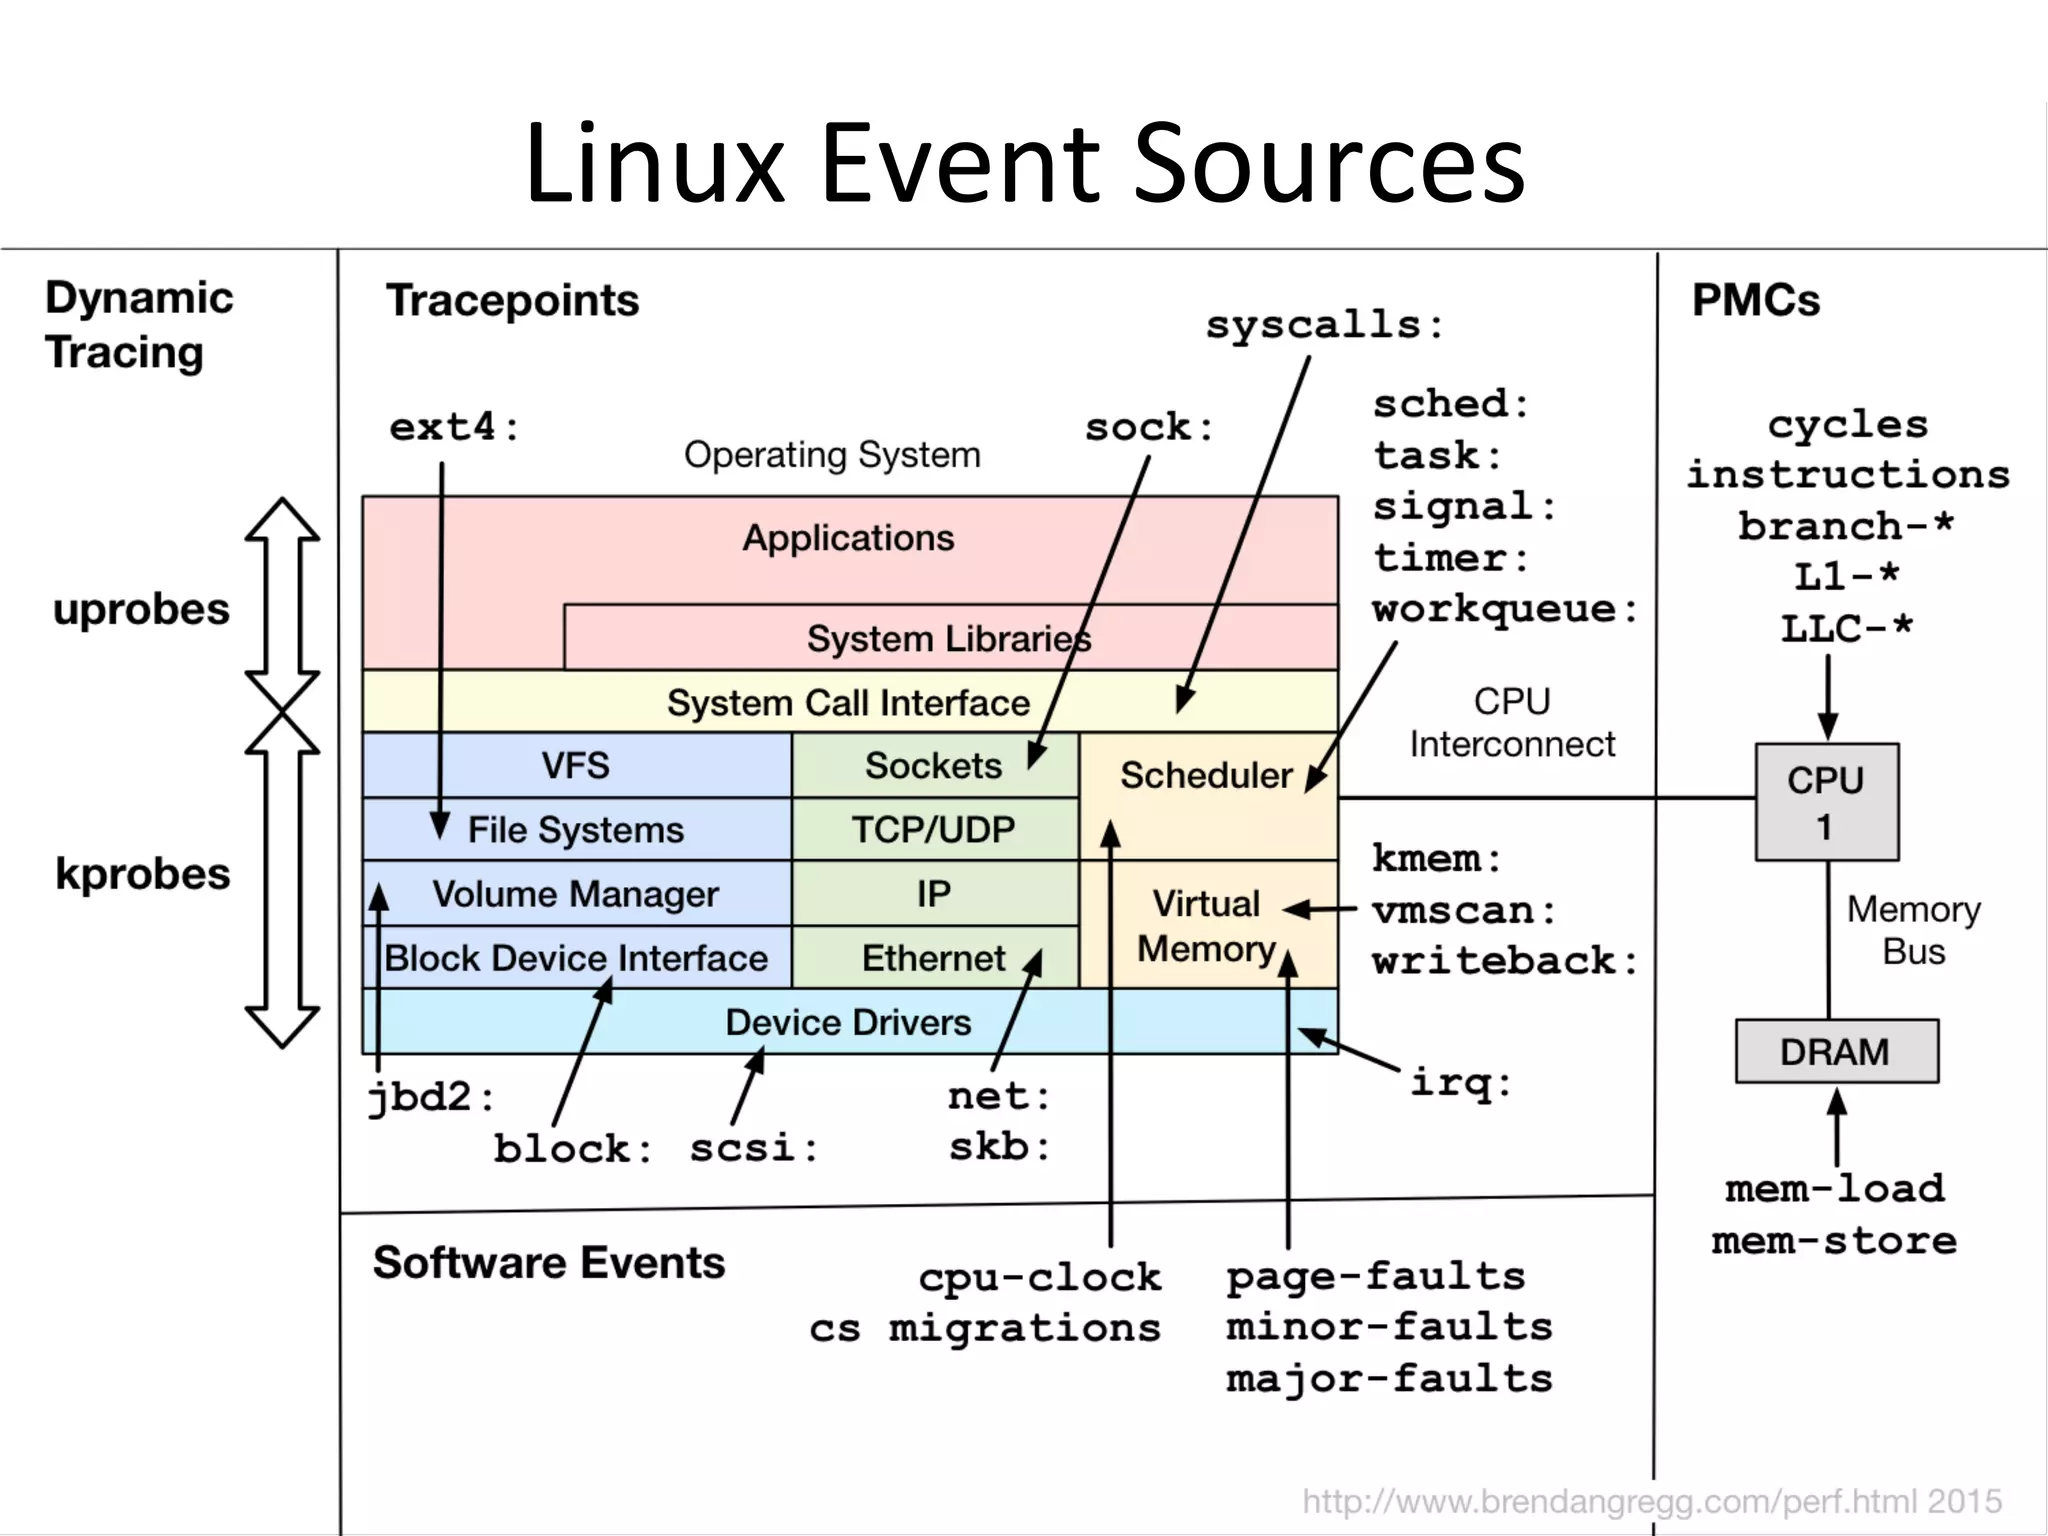 Linux Event Sources
Dynamic
Tracing
uprobes
kprobes
Tracepoints
syscalls:
ext4:
Operating System
sock:
sched:
task:
signal:
timer:
workqueue:
Applications
System Libraries
System Call Interface
VFS
Sockets
Scheduler
File Systems
TCP/UDP
Volume Manager
IP
Virtual
Memory
Block Device Interface
Ethernet
Device Drivers
CPU
Interconnect
kmem:
vmscan:
writeback:
irq:
jbd2:
block:
scsi:
net:
skb:
Software Events
cpu-clock
cs migrations
page-faults
minor-faults
major-faults
PMCs
cycles
instructions
branch-*
L1-*
LLC-*
CPU
1
Memory
Bus
DRAM
mem-load
mem-store
http://www.brendangregg.com/perf.html 2015